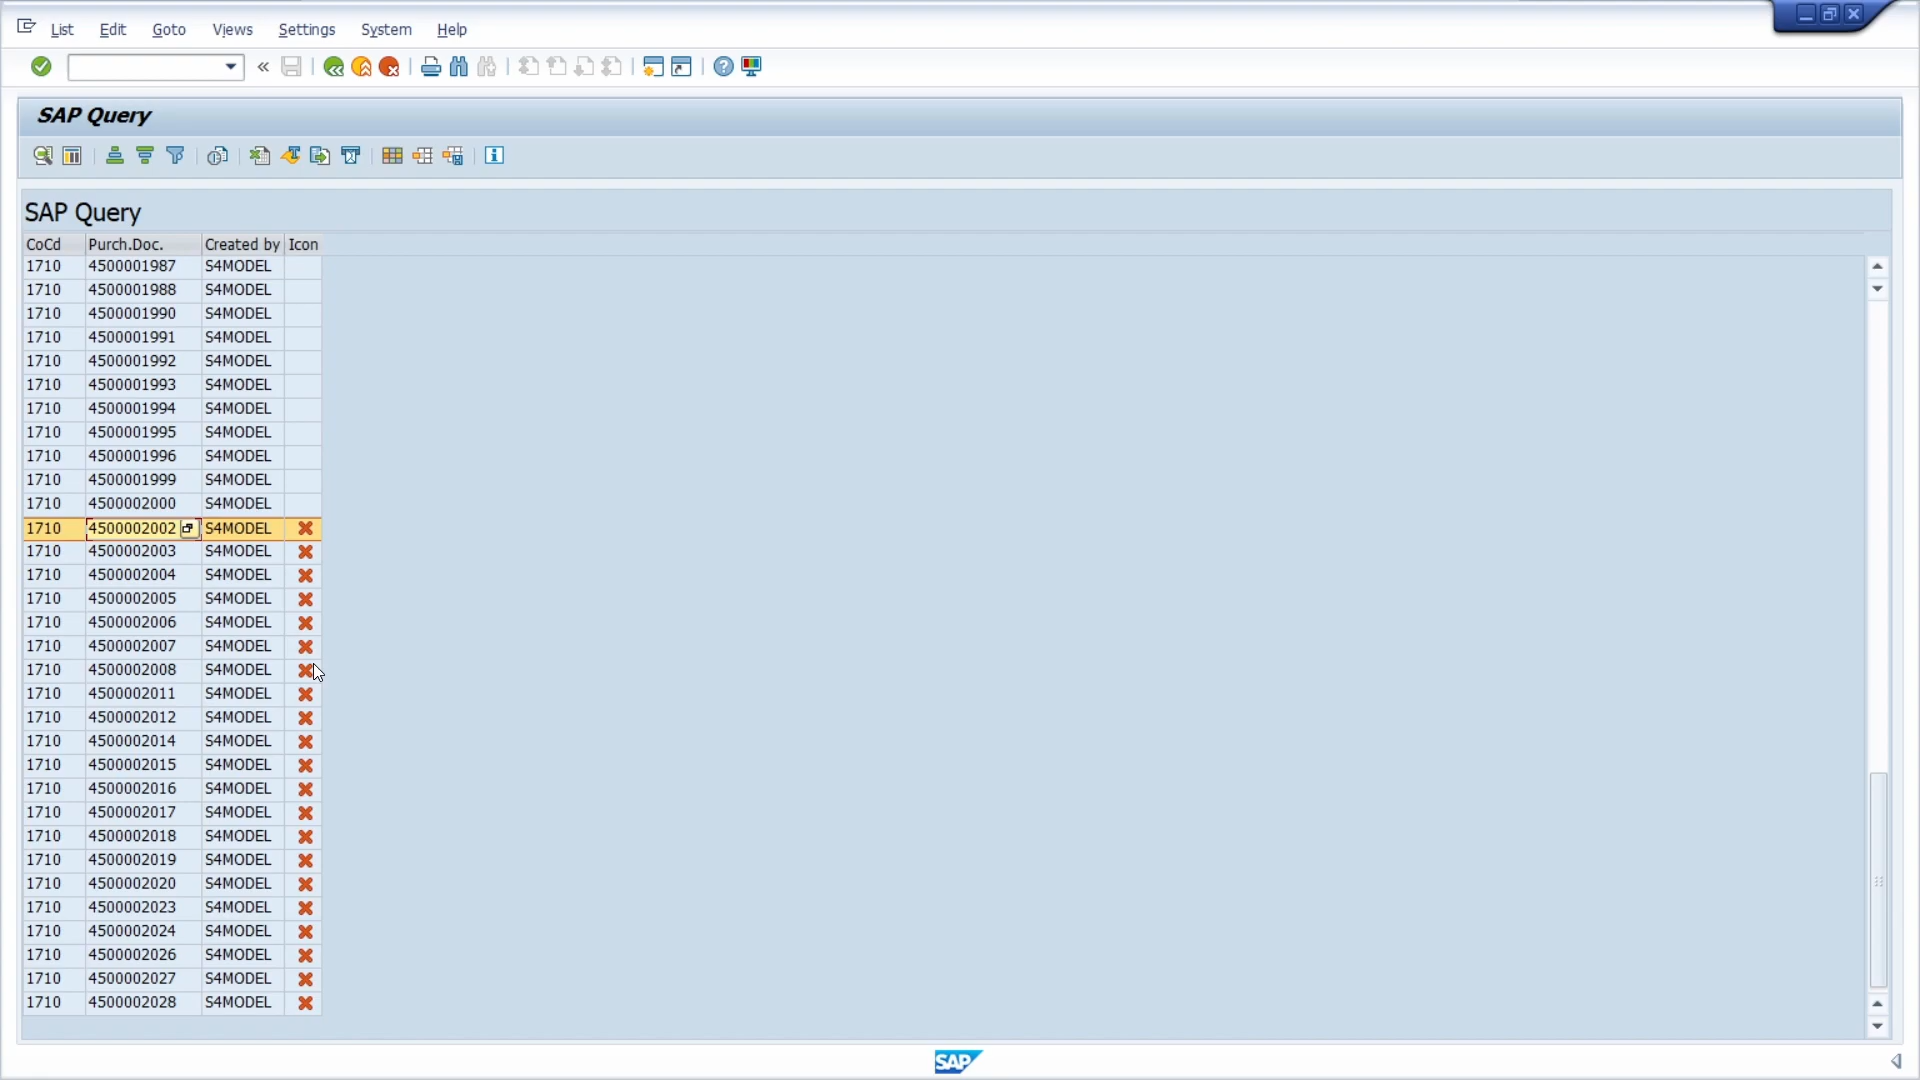 List Edit Goto Views Settings System Help
SAP Query
SAP Query
CoCd Purch.Doc. Created by Icon
1710 4500001987 S4MODEL
1710 4500001988 S4MODEL
1710 4500001990 S4MODEL
1710 4500001991 S4MODEL
1710 4500001992 S4MODEL
1710 4500001993 S4MODEL
1710 4500001994 S4MODEL
1710 4500001995 S4MODEL
1710 4500001996 S4MODEL
1710 4500001999 S4MODEL
1710 4500002000 S4MODEL
1710 4500002002 S4MODEL
1710 4500002003 S4MODEL
1710 4500002004 S4MODEL
1710 4500002005 S4MODEL
1710 4500002006 S4MODEL
1710 4500002007 S4MODEL
1710 4500002008 S4MODEL
1710 4500002011 S4MODEL
1710 4500002012 S4MODEL
1710 4500002014 S4MODEL
1710 4500002015 S4MODEL
1710 4500002016 S4MODEL
1710 4500002017 S4MODEL
1710 4500002018 S4MODEL
1710 4500002019 S4MODEL
1710 4500002020 S4MODEL
1710 4500002023 S4MODEL
1710 4500002024 S4MODEL
1710 4500002026 S4MODEL
1710 4500002027 S4MODEL
1710 4500002028 S4MODEL
SAP